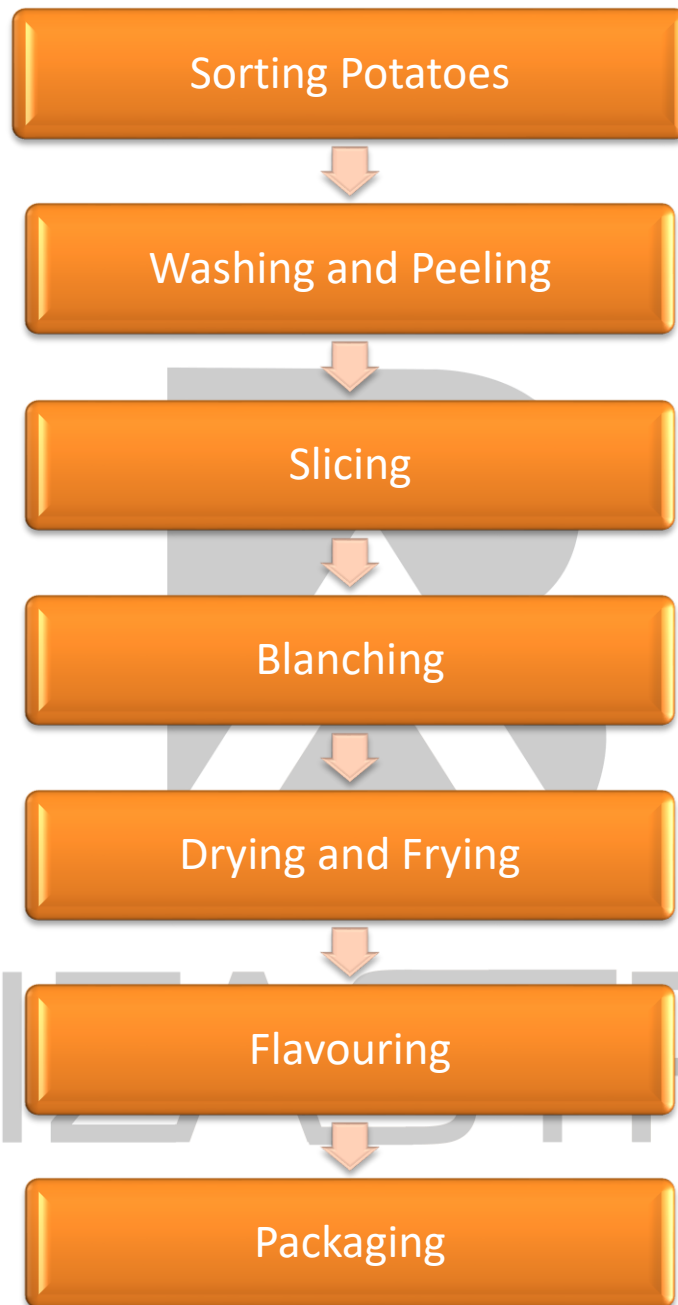 Sorting Potatoes
Washing and Peeling
Slicing
Blanching
Drying and Frying
Flavouring
Packaging